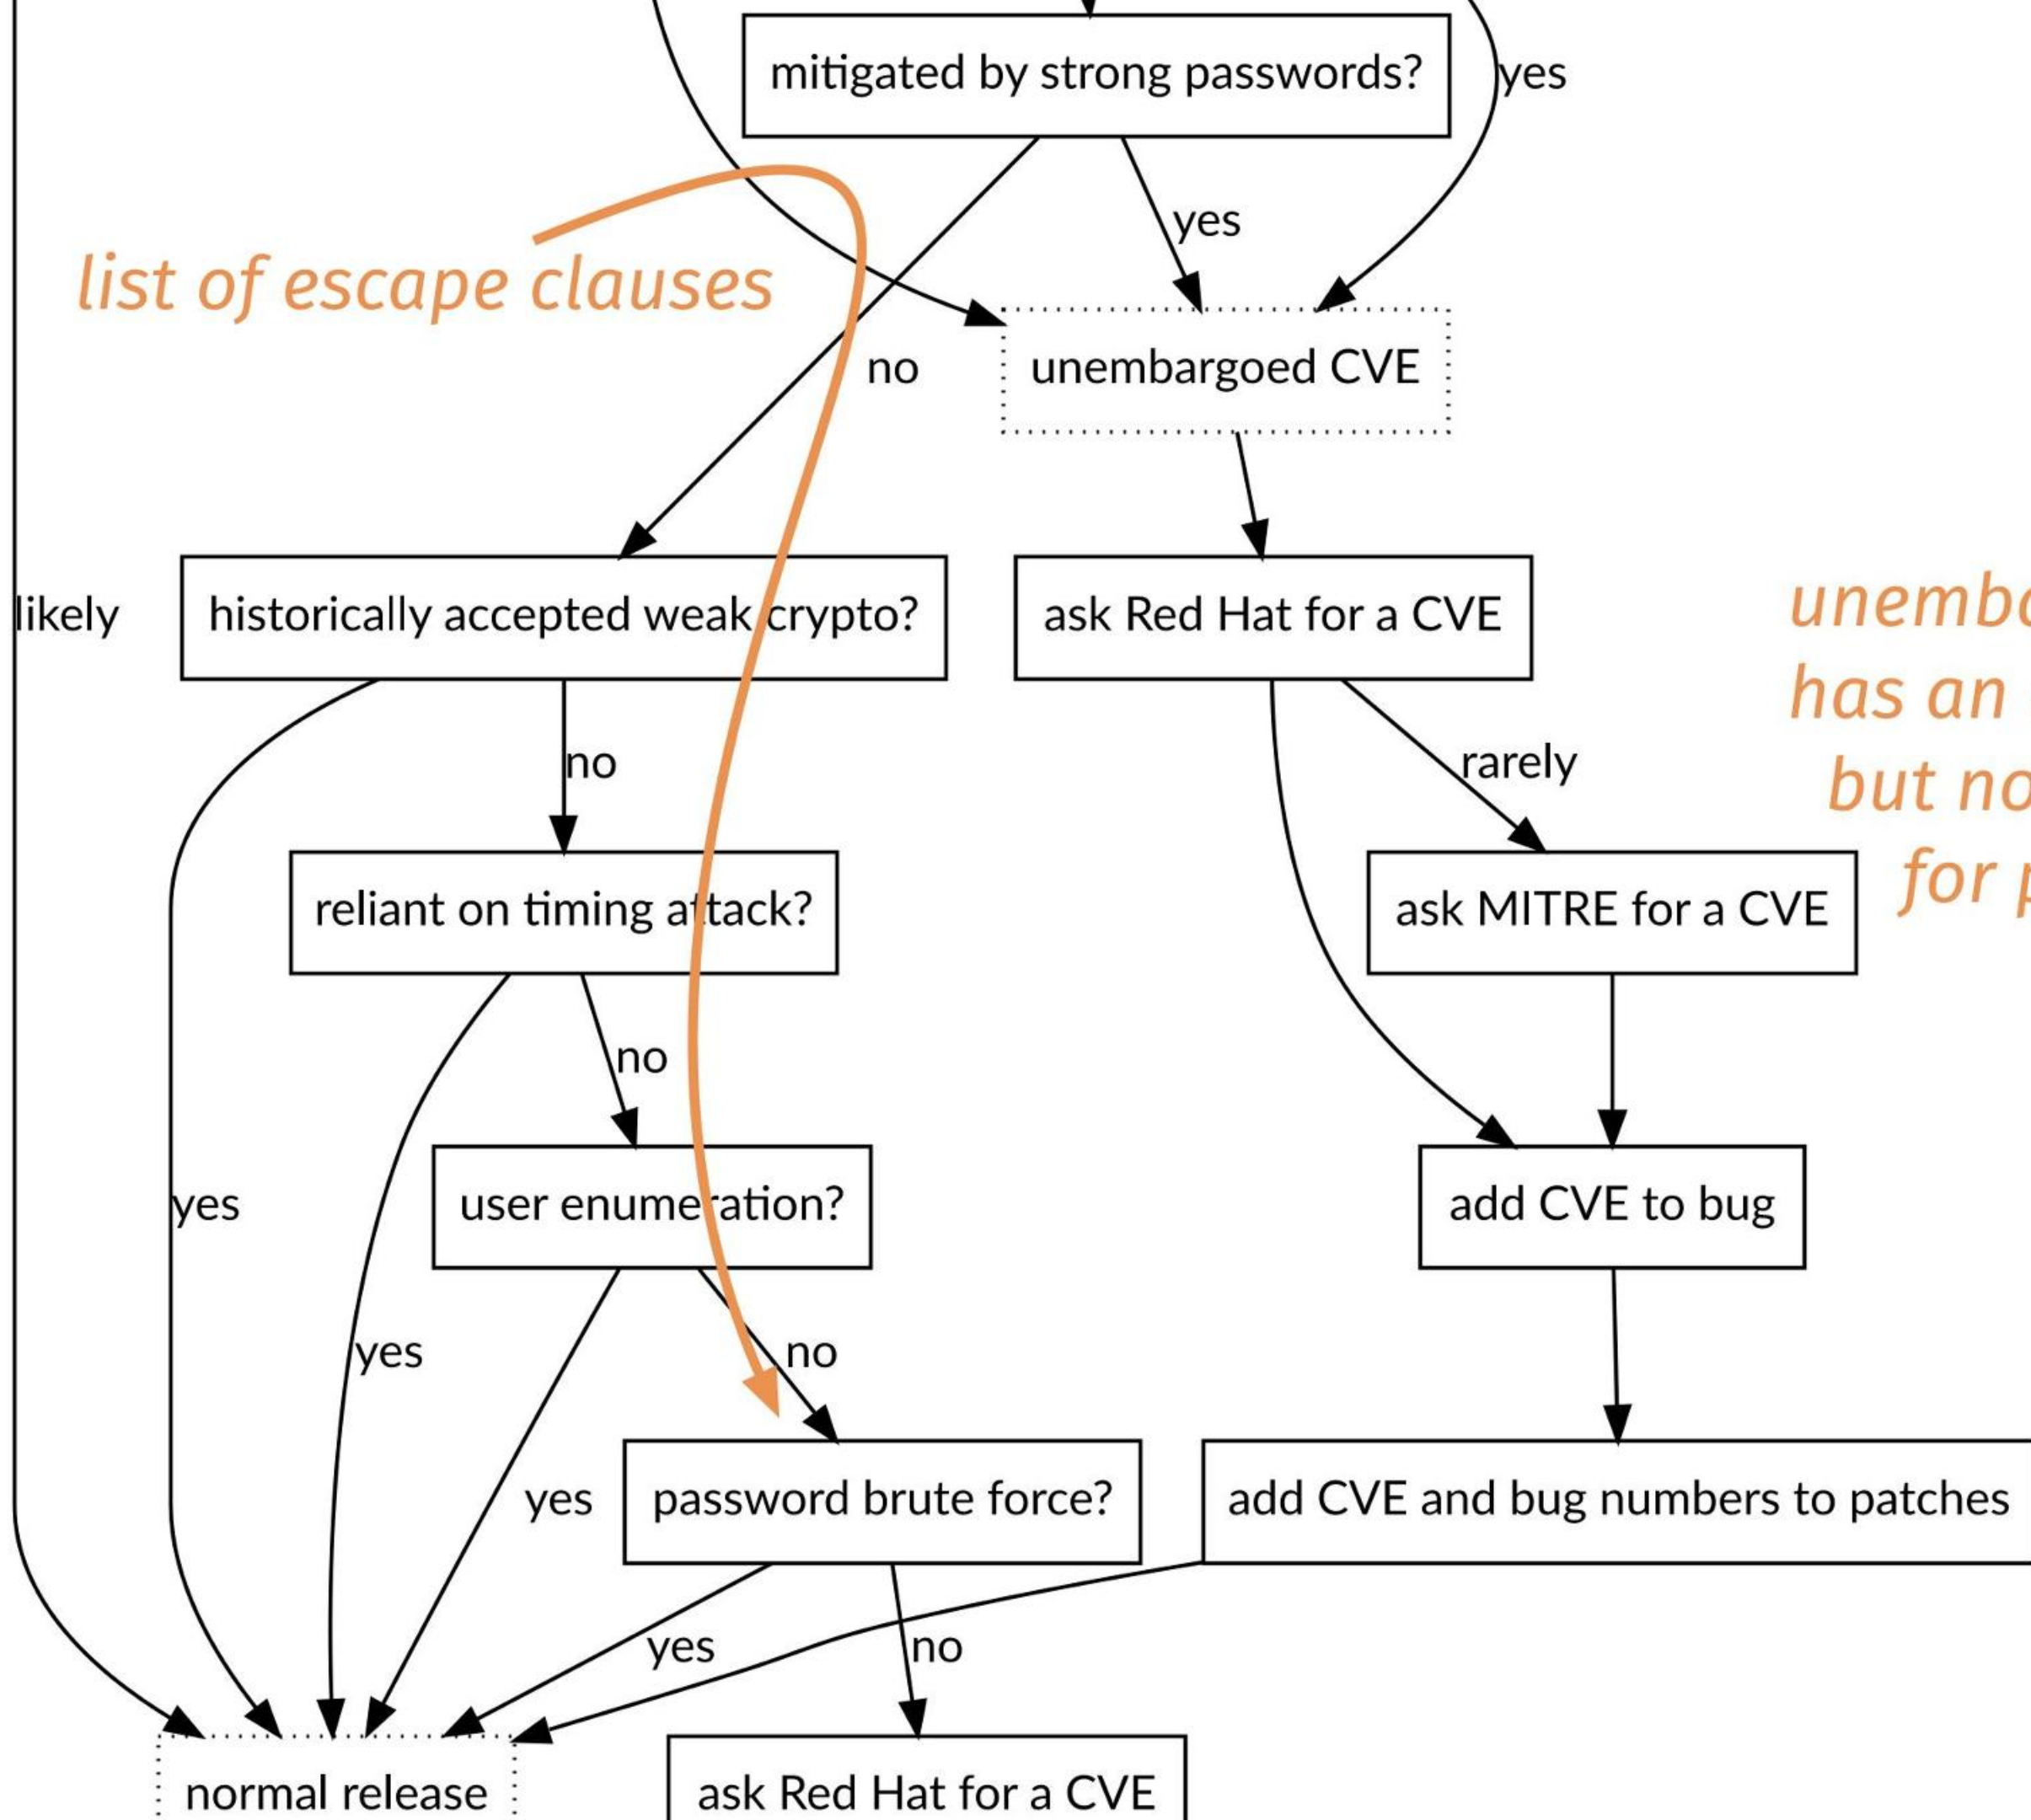 mitigated by strong passwords?
yes
yes
list of escape clauses
no
unembargoed CVE
likely
historically accepted weak crypto?
ask Red Hat for a CVE
has an
no
rarely
but no
for
reliant on timing attack?
ask MITRE for a CVE
no
yes
user enumeration?
add CVE to bug
yes
no
yes
password brute force?
add CVE and bug numbers to patches
yes
no
normal release
ask Red Hat for a CVE